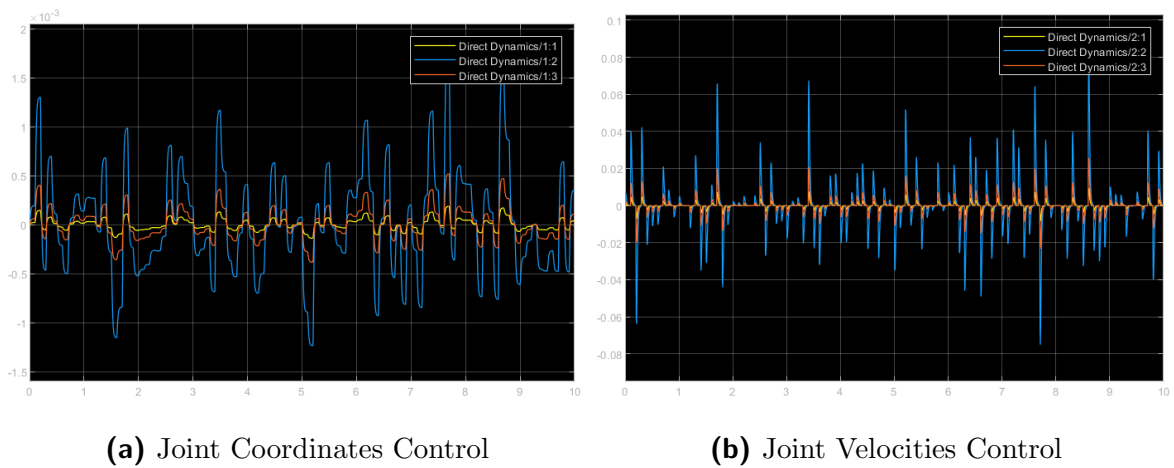 ×10⁻³
2
1.5
1
0.5
0
-0.5
-1
-1.5
0 1 2 3 4 5 6 7 8 9 10
Direct Dynamics/1:1
Direct Dynamics/1:2
Direct Dynamics/1:3
0.1
0.08
0.06
0.04
0.02
0
-0.02
-0.04
-0.06
-0.08
0 1 2 3 4 5 6 7 8 9 10
Direct Dynamics/2:1
Direct Dynamics/2:2
Direct Dynamics/2:3
(a) Joint Coordinates Control
(b) Joint Velocities Control